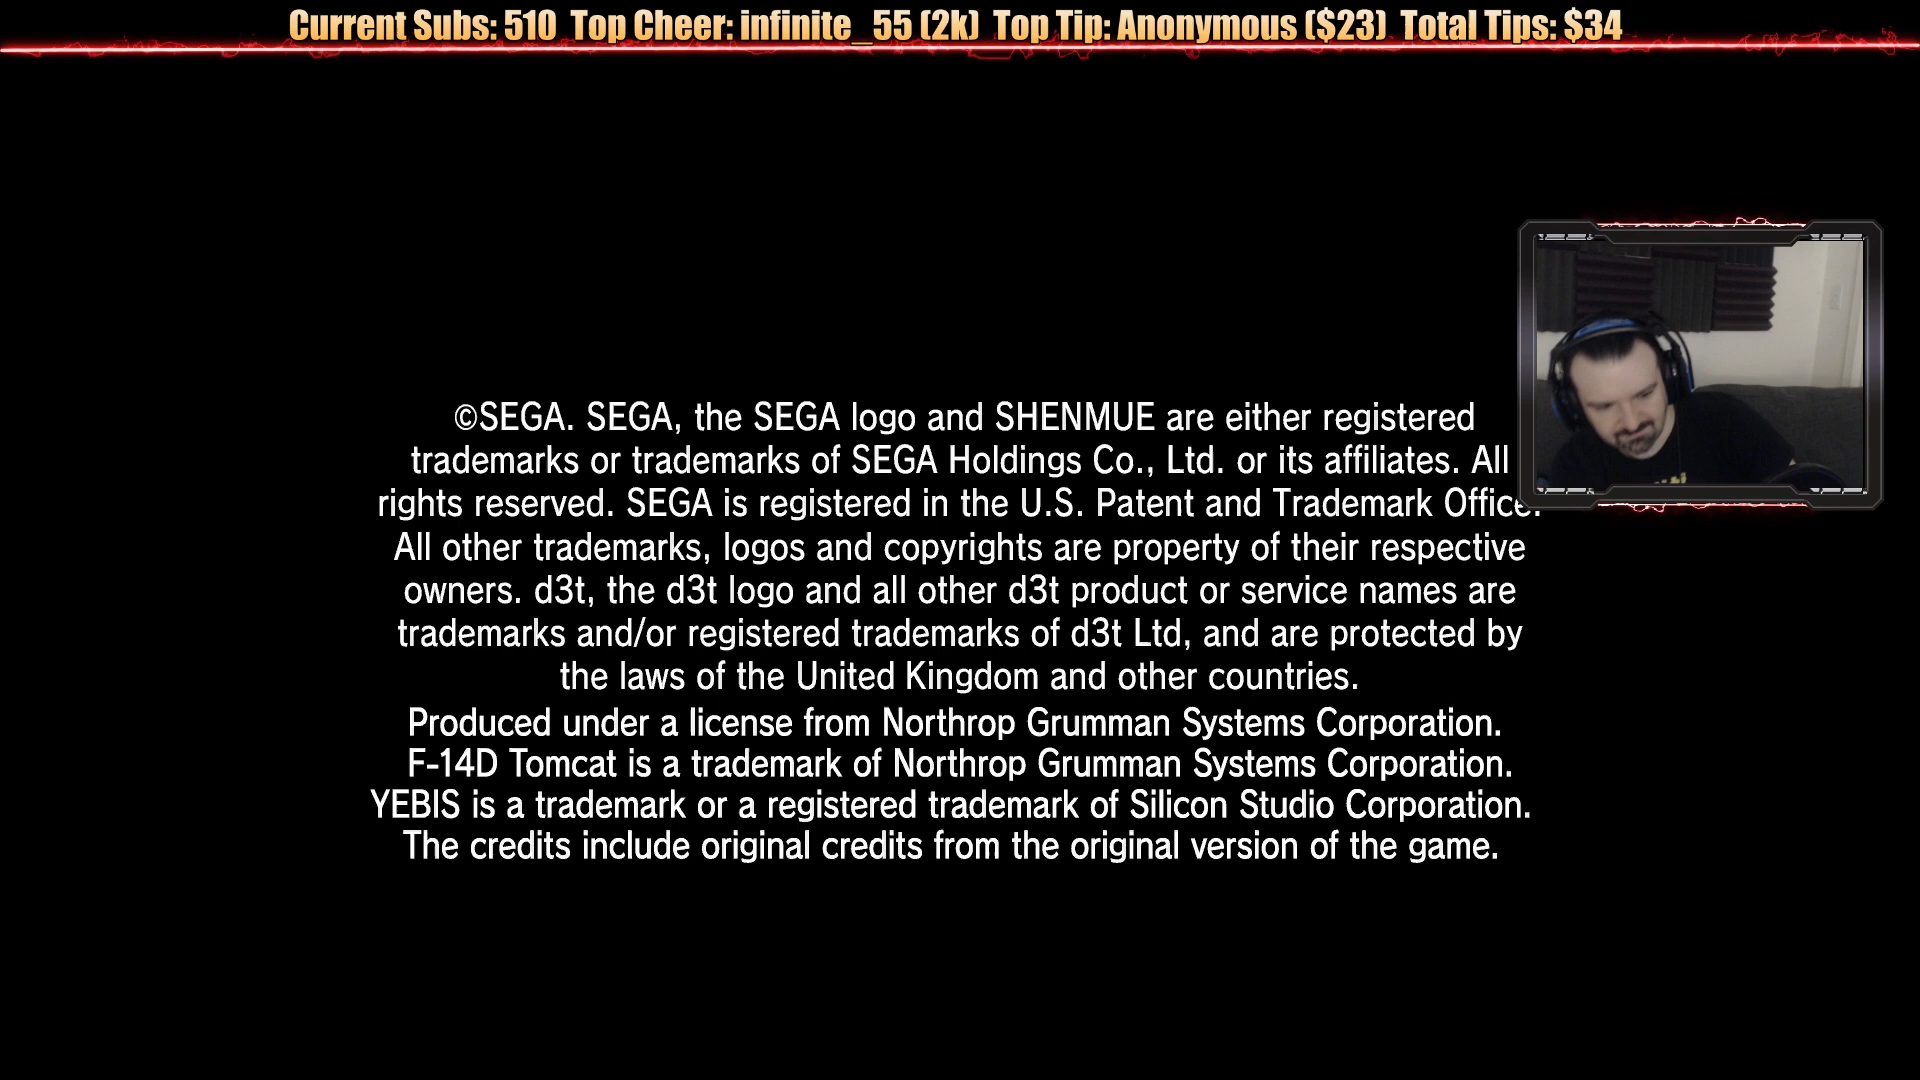 Current Subs: 510 Top Cheer: infinite_55 (2k) Top Tip: Anonymous ($23) Total Tips: $34
©SEGA. SEGA, the SEGA logo and SHENMUE are either registered
trademarks or trademarks of SEGA Holdings Co., Ltd. or its affiliates. All
rights reserved. SEGA is registered in the U.S. Patent and Trademark Office.
All other trademarks, logos and copyrights are property of their respective
owners. d3t, the d3t logo and all other d3t product or service names are
trademarks and/or registered trademarks of d3t Ltd, and are protected by
the laws of the United Kingdom and other countries.
Produced under a license from Northrop Grumman Systems Corporation.
F-14D Tomcat is a trademark of Northrop Grumman Systems Corporation.
YEBIS is a trademark or a registered trademark of Silicon Studio Corporation.
The credits include original credits from the original version of the game.